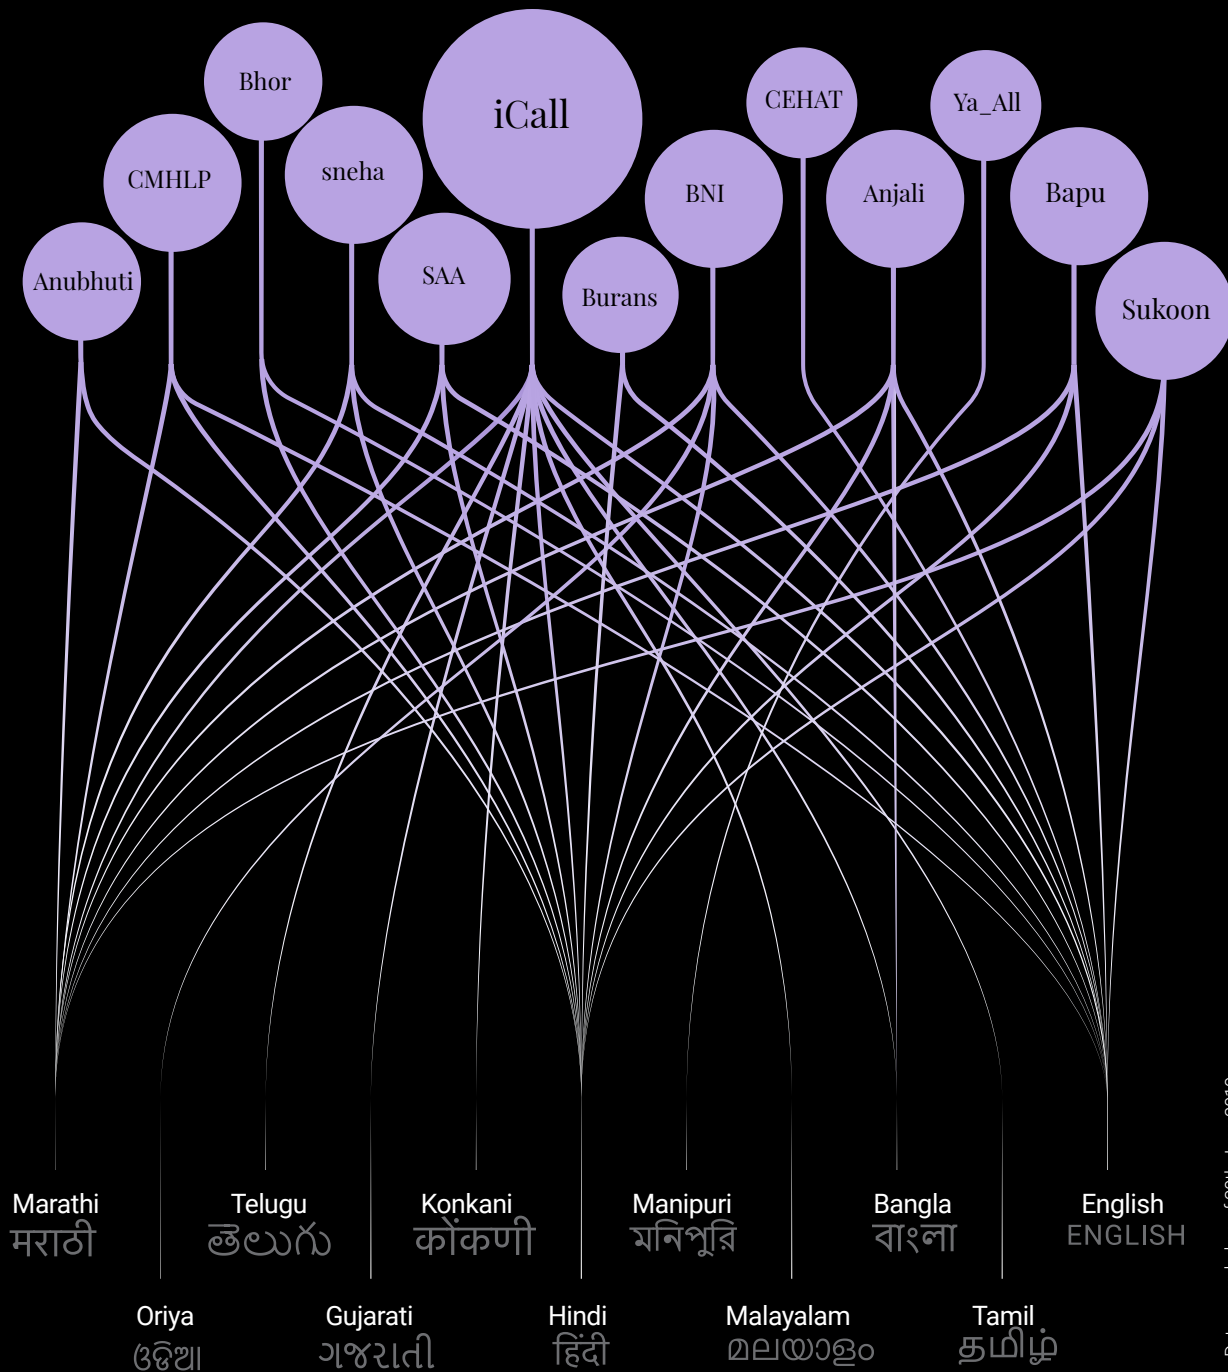 Bhor
iCall
CEHAT
Ya_All
CMHLP
sneha
BNI
Anjali
Bapu
Anubhuti
SAA
Burans
Sukoon
Marathi
मराठी
Telugu
తెలుగు
Konkani
कोंकणी
Manipuri
মনিপুরি
Bangla
বাংলা
English
ENGLISH
Oriya
ଓଡିଆ
Gujarati
ગુજરાતી
Hindi
हिंदी
Malayalam
മലയാളം
Tamil
தமிழ்